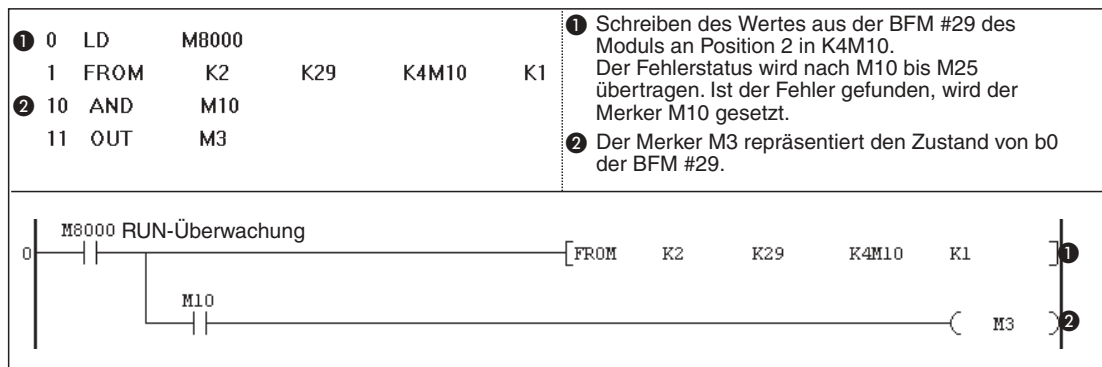 ❶ 0 LD M8000
1 FROM K2 K29 K4M10 K1
❷ 10 AND M10
11 OUT M3
❶ Schreiben des Wertes aus der BFM #29 des
Moduls an Position 2 in K4M10.
Der Fehlerstatus wird nach M10 bis M25
übertragen. Ist der Fehler gefunden, wird der
Merker M10 gesetzt.
❷ Der Merker M3 repräsentiert den Zustand von b0
der BFM #29.
M8000 RUN-Überwachung
0 [FROM K2 K29 K4M10 K1 ] ❶
M10
( M3 ) ❷